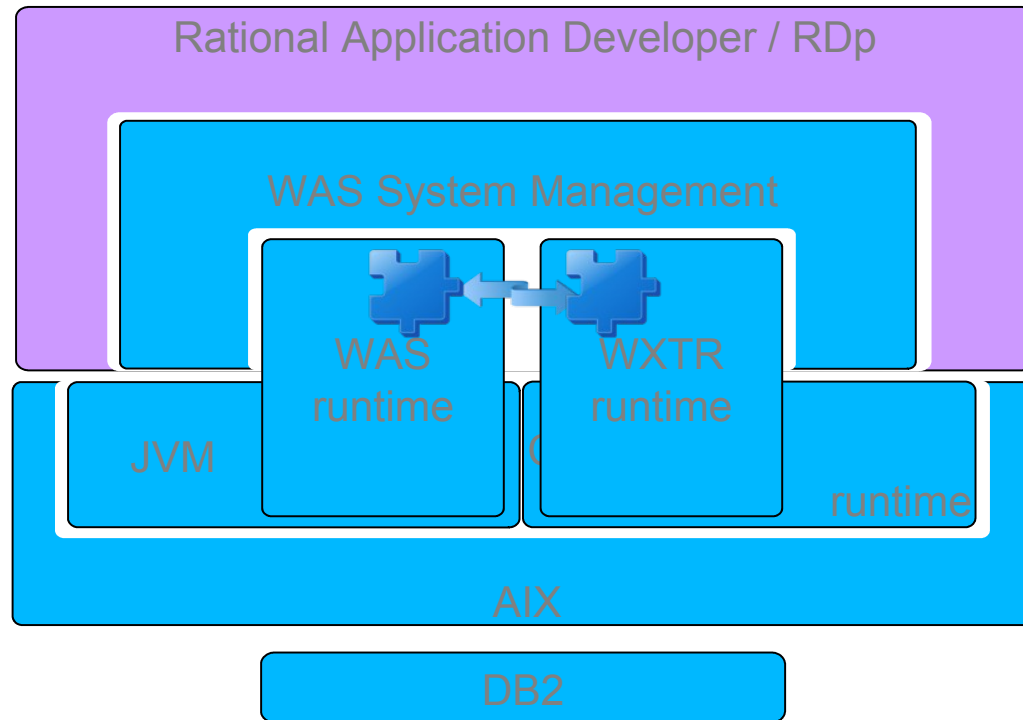 Rational Application Developer / RDp
WAS System Management
WAS
runtime
WXTR
runtime
JVM
runtime
AIX
DB2